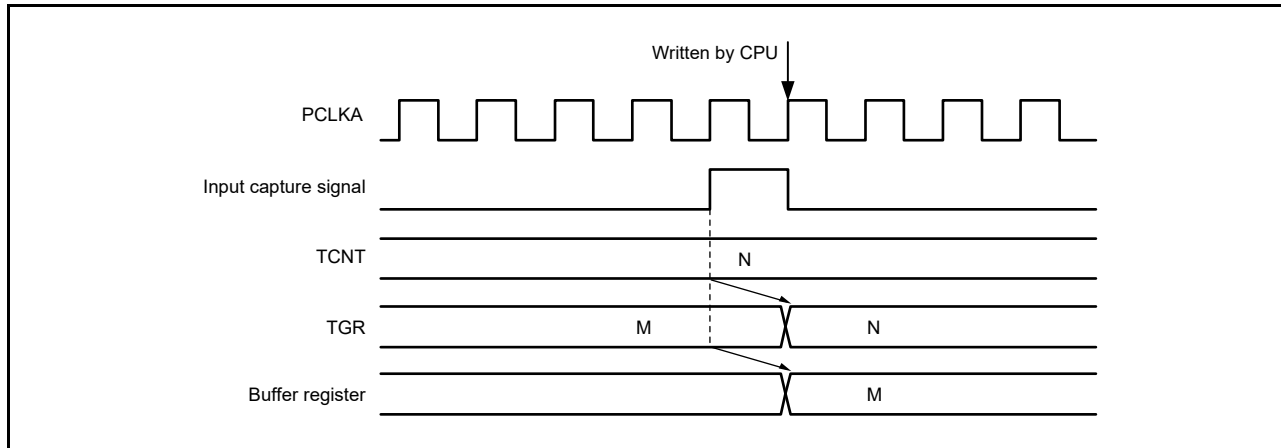 Written by CPU
PCLKA
Input capture signal
TCNT
N
TGR
M
N
Buffer register
M